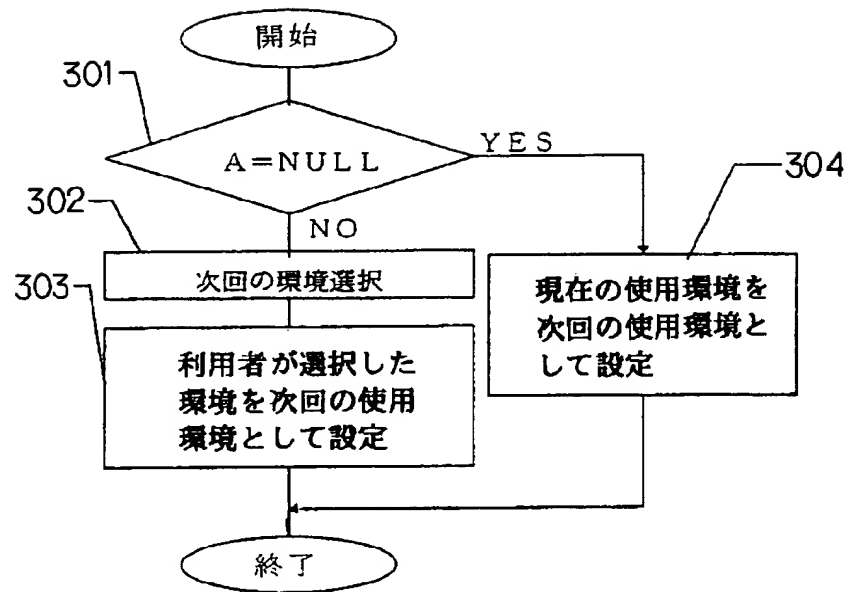 開始
301
A=NULL
YES
304
302
NO
次回の環境選択
303
現在の使用環境を
次回の使用環境と
して設定
利用者が選択した
環境を次回の使用
環境として設定
終了